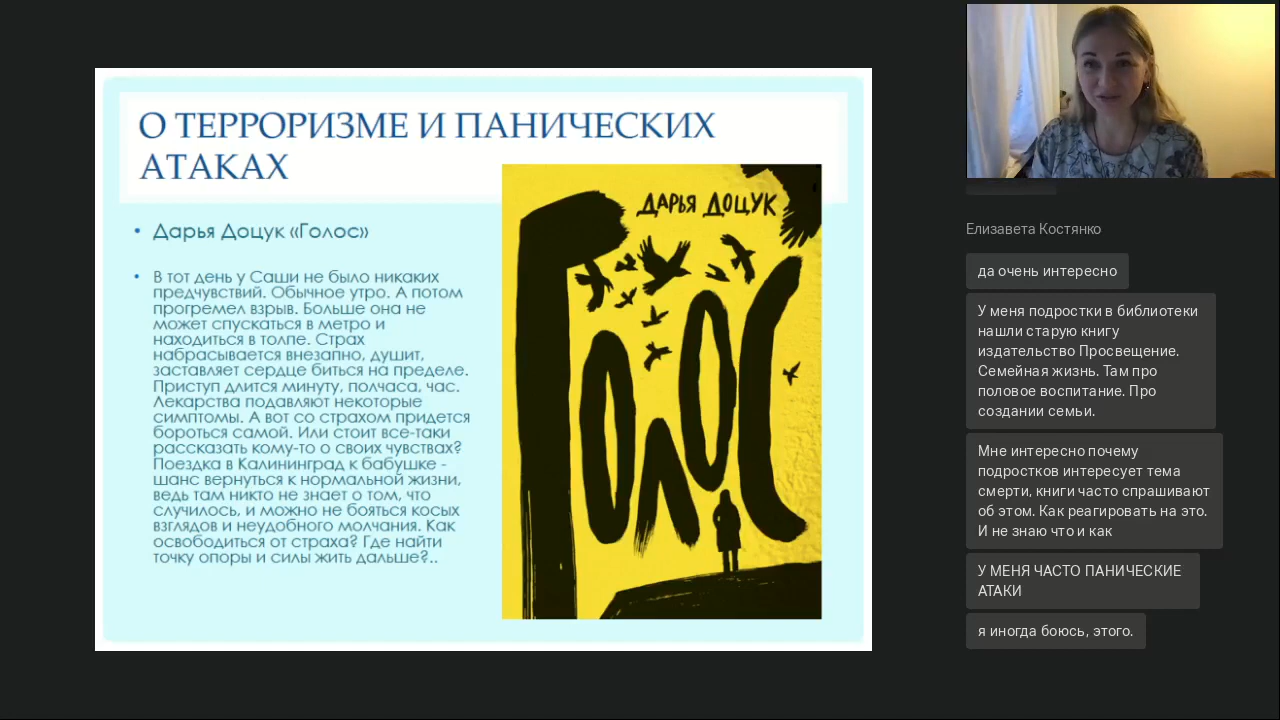 О ТЕРРОРИЗМЕ И ПАНИЧЕСКИХ
АТАКАХ
• Дарья Доцук «Голос»
• В тот день у Саши не было никаких
предчувствий. Обычное утро. А потом
прогремел взрыв. Больше она не
может спускаться в метро и
находиться в толпе. Страх
набрасывается внезапно, душит,
заставляет сердце биться на пределе.
Приступ длится минуту, полчаса, час.
Лекарства подавляют некоторые
симптомы. А вот со страхом придется
бороться самой. Или стоит все-таки
рассказать кому-то о своих чувствах?
Поездка в Калининград к бабушке -
шанс вернуться к нормальной жизни,
ведь там никто не знает о том, что
случилось, и можно не бояться косых
взглядов и неудобного молчания. Как
освободиться от страха? Где найти
точку опоры и силы жить дальше?..
ДАРЬЯ ДОЦУК
ГОЛОС
Елизавета Костянко
да очень интересно
У меня подростки в библиотеки
нашли старую книгу
издательство Просвещение.
Семейная жизнь. Там про
половое воспитание. Про
создании семьи.
Мне интересно почему
подростков интересует тема
смерти, книги часто спрашивают
об этом. Как реагировать на это.
И не знаю что и как
У МЕНЯ ЧАСТО ПАНИЧЕСКИЕ
АТАКИ
я иногда боюсь, этого.